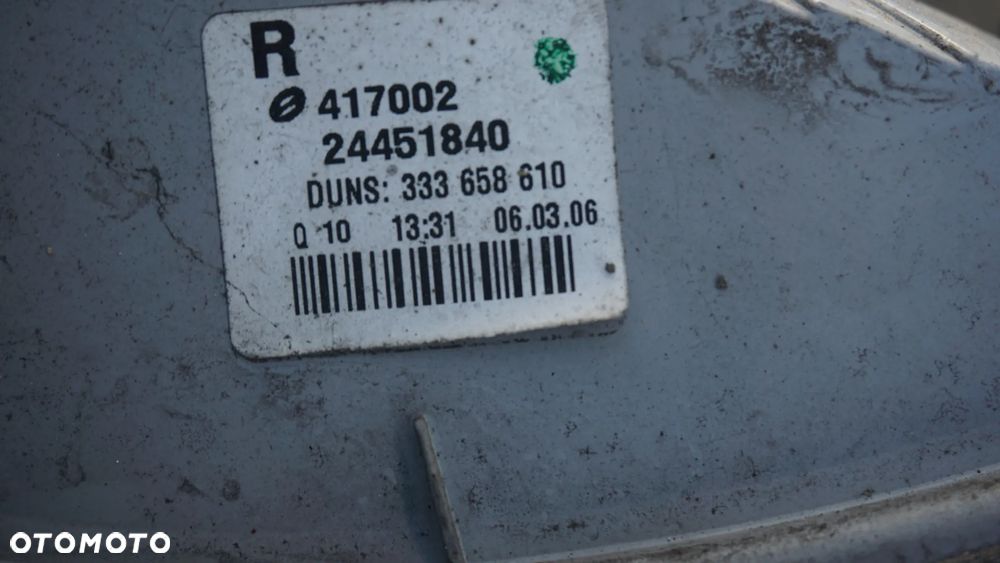 R
Ø 417002
24451840
DUNS: 333 658 610
Q 10 13:31 06.03.06
OTOMOTO